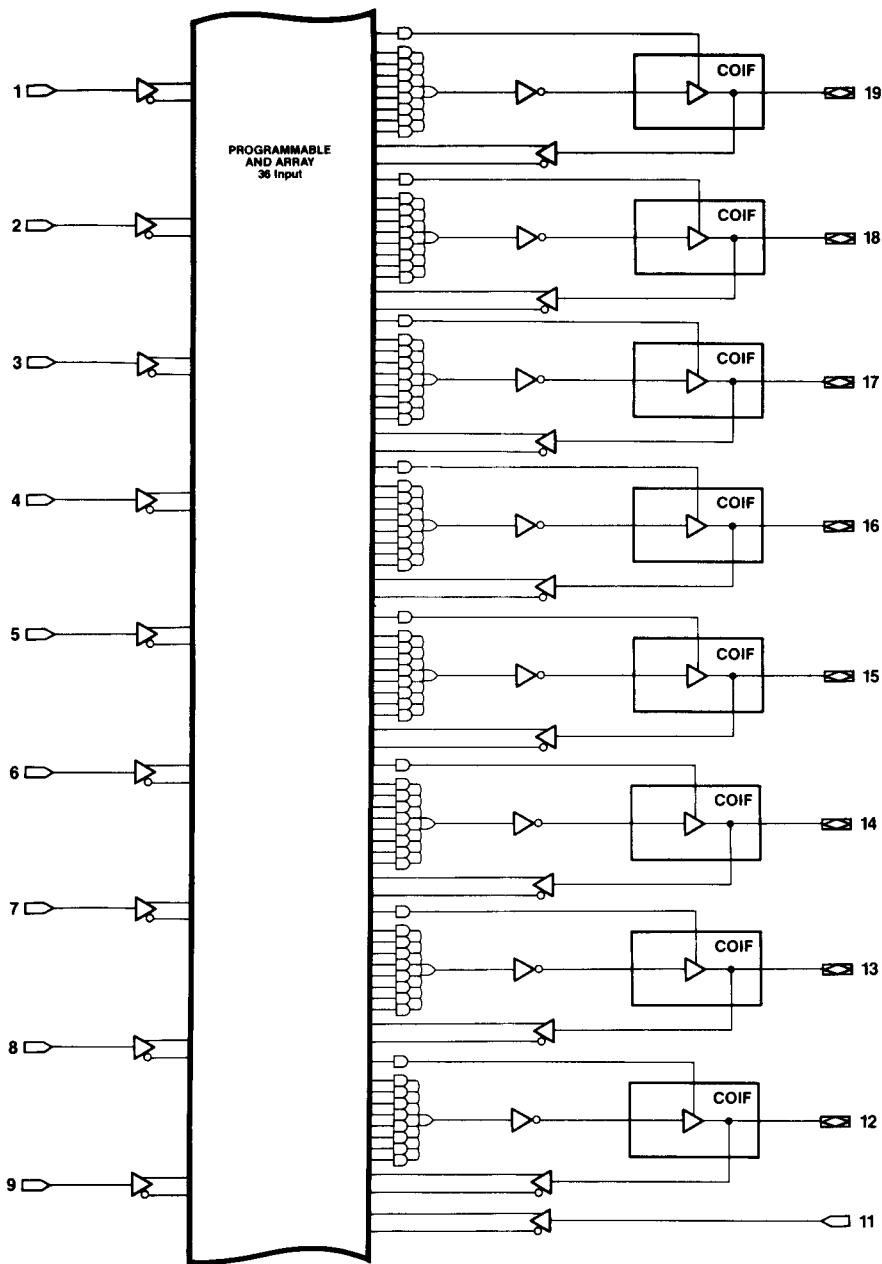 1
COIF
19
PROGRAMMABLE
AND ARRAY
36 Input
2
COIF
18
3
COIF
17
4
COIF
16
5
COIF
15
6
COIF
14
7
COIF
13
8
COIF
12
9
11